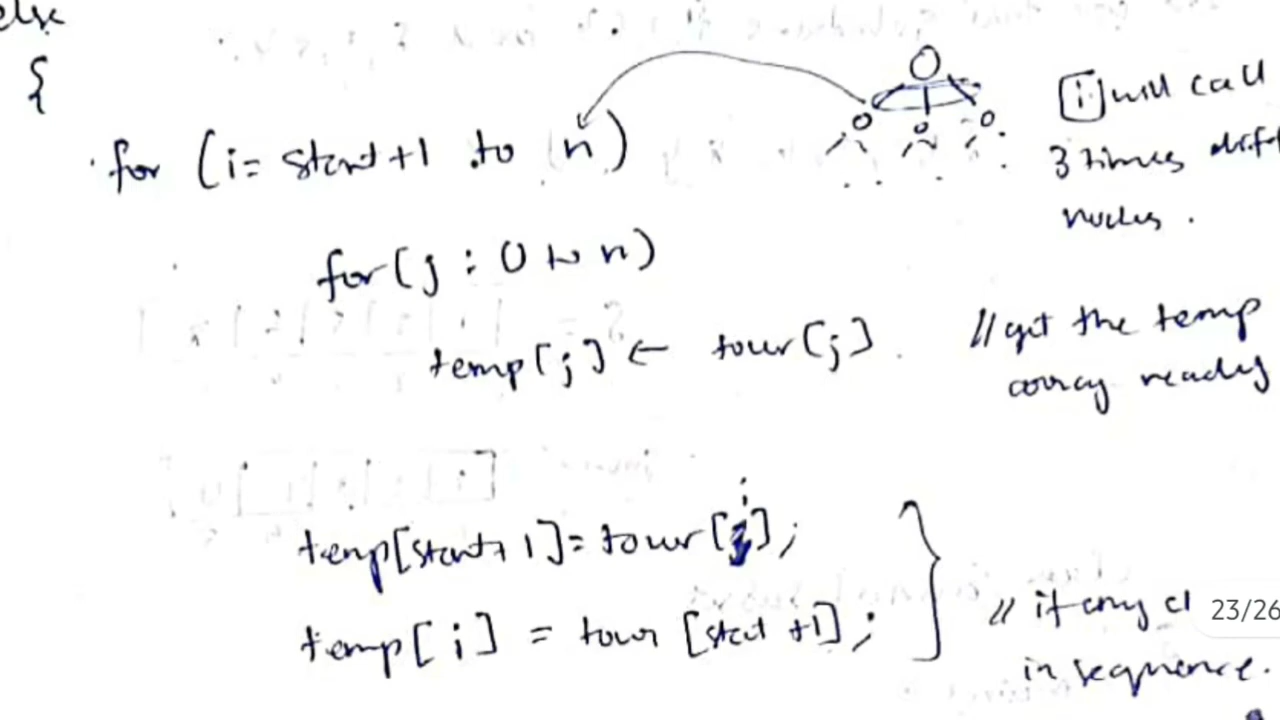 else
{
for (i= start+1 to n)
i will call
3 times diff
nodes .
for(j : 0 to n)
temp[j] ← tour[j]
//get the temp
array ready
temp[start+1]= tour[i];
temp[i] = tour [start +1];
// if any
in sequence.
23/26